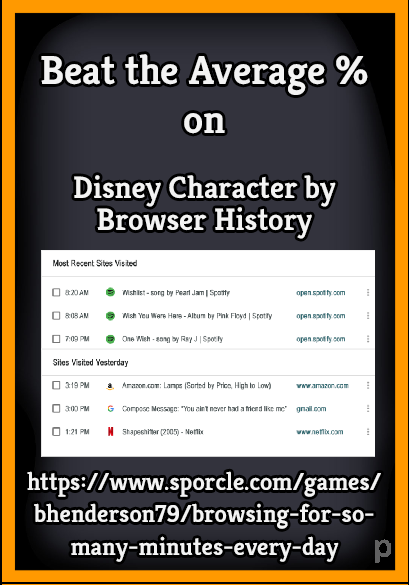 Beat the Average %
on
Disney Character by
Browser History
Most Recent Sites Visited
8:20 AM Wishlist - song by Pearl Jam | Spotify open.spotify.com
8:08 AM Wish You Were Here - Album by Pink Floyd | Spotify open.spotify.com
7:09 PM One Wish - song by Ray J | Spotify open.spotify.com
Sites Visited Yesterday
3:19 PM a Amazon.com: Lamps (Sorted by Price, High to Low) www.amazon.com
3:00 PM G Compose Message: "You ain't never had a friend like me" gmail.com
1:21 PM N Shapeshifter (2005) - Netflix www.netflix.com
https://www.sporcle.com/games/
bhenderson79/browsing-for-so-
many-minutes-every-day
p